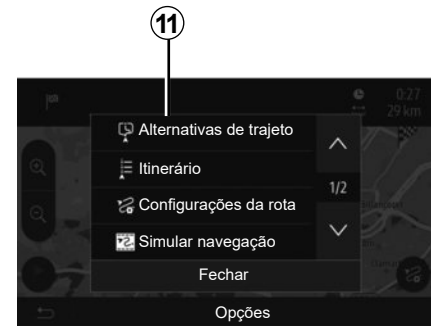 11
0:27
29 km
Alternativas de trajeto
Itinerário
1/2
Configurações da rota
Simular navegação
Fechar
Opções